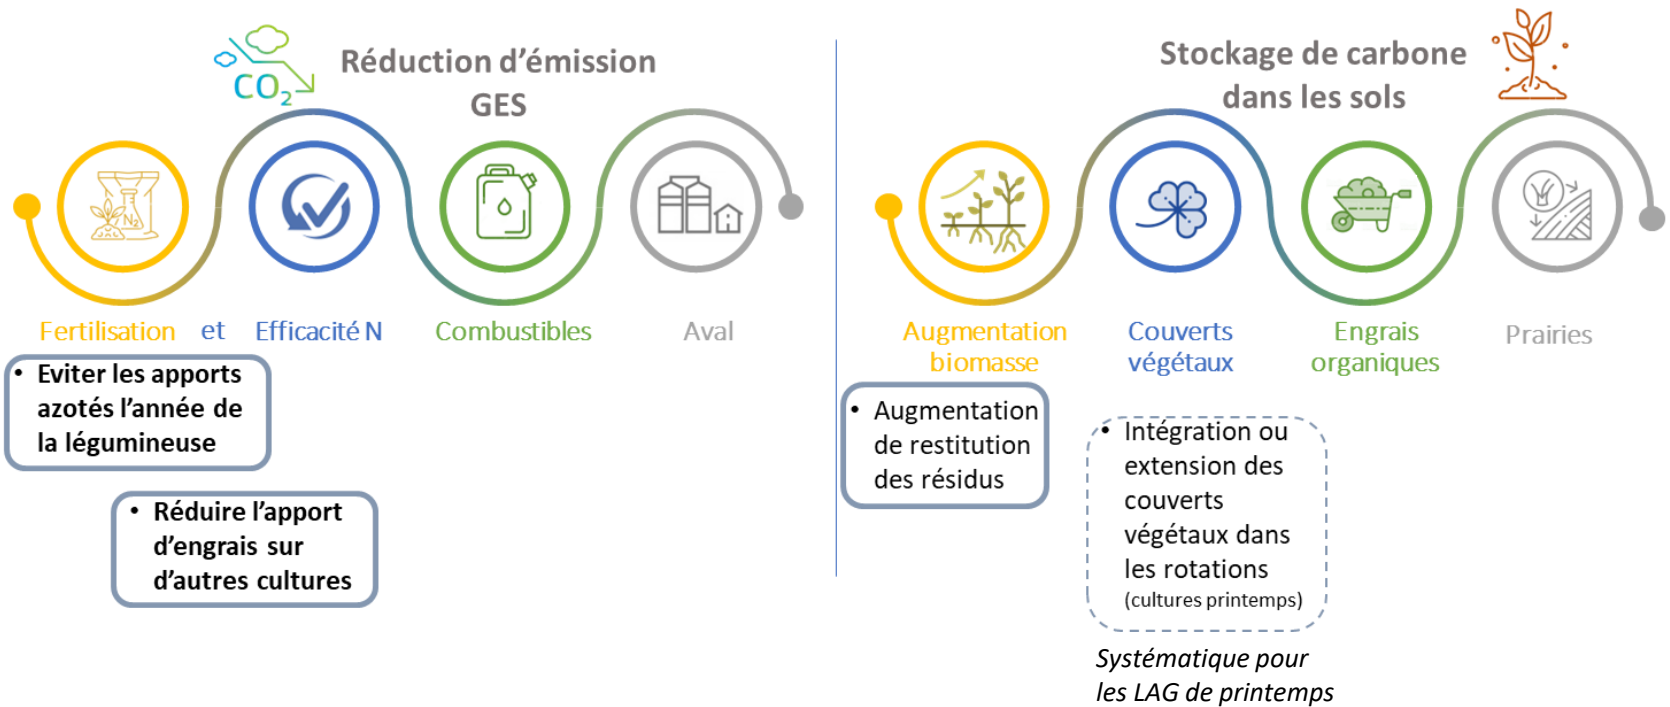 Réduction d’émission
GES
CO2
N2
Fertilisation et Efficacité N
Combustibles
Aval
• Eviter les apports
azotés l’année de
la légumineuse
• Réduire l’apport
d’engrais sur
d’autres cultures
Stockage de carbone
dans les sols
Augmentation
biomasse
Couverts
végétaux
Engrais
organiques
Prairies
• Augmentation
de restitution
des résidus
• Intégration ou
extension des
couverts
végétaux dans
les rotations
(cultures printemps)
Systématique pour
les LAG de printemps